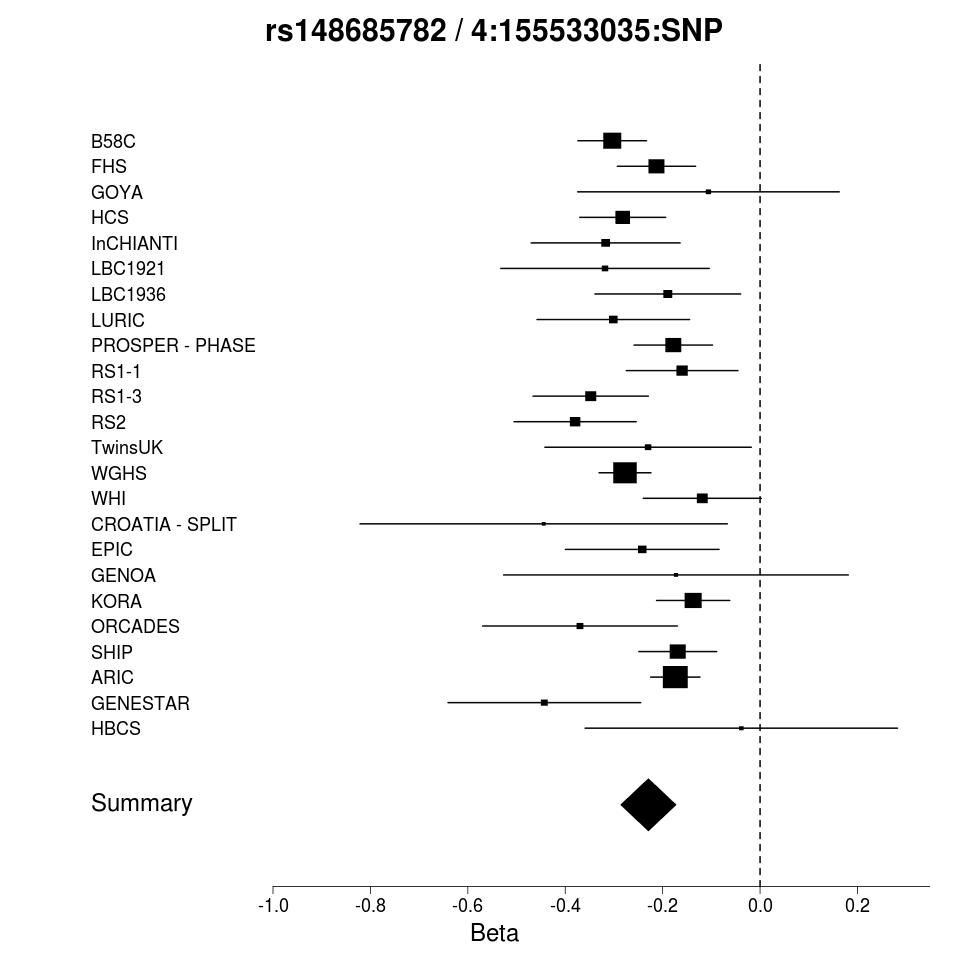 rs148685782 / 4:155533035:SNP
B58C
FHS
GOYA
HCS
InCHIANTI
LBC1921
LBC1936
LURIC
PROSPER - PHASE
RS1-1
RS1-3
RS2
TwinsUK
WGHS
WHI
CROATIA - SPLIT
EPIC
GENOA
KORA
ORCADES
SHIP
ARIC
GENESTAR
HBCS
Summary
-1.0 -0.8 -0.6 -0.4 -0.2 0.0 0.2
Beta